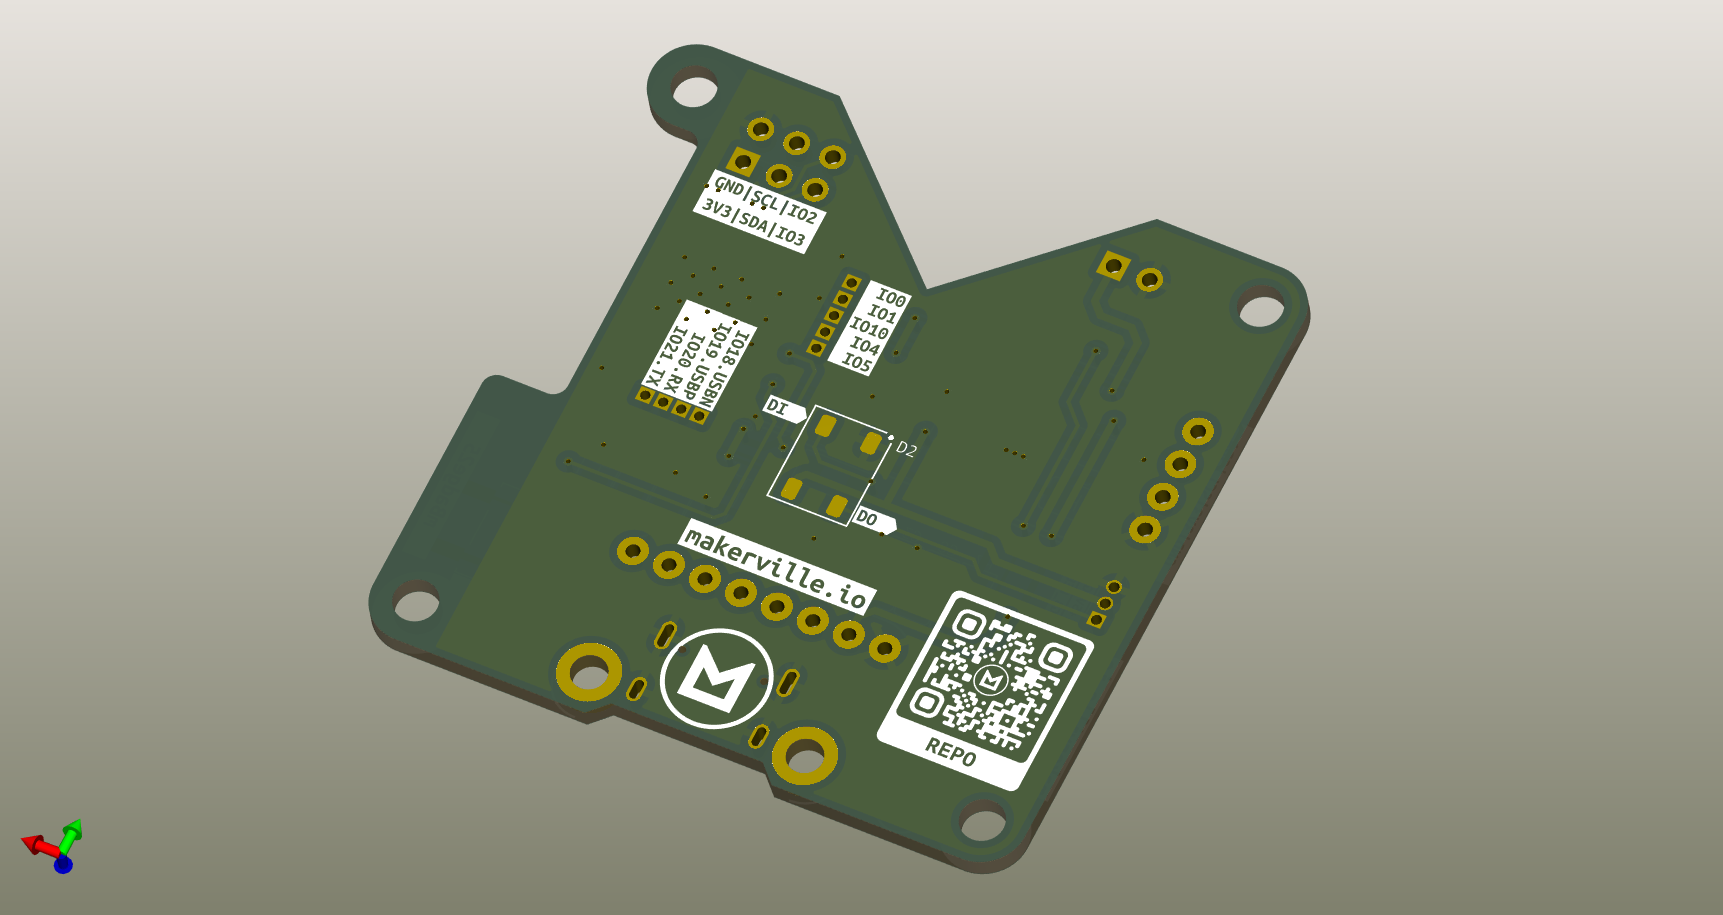 GND|SCL|IO2
3V3|SDA|IO3
IO0
IO1
IO10
IO4
IO5
IO18.USBN
IO19.USBP
IO20.RX
IO21.TX
DI
D2
DO
makerville.io
REPO